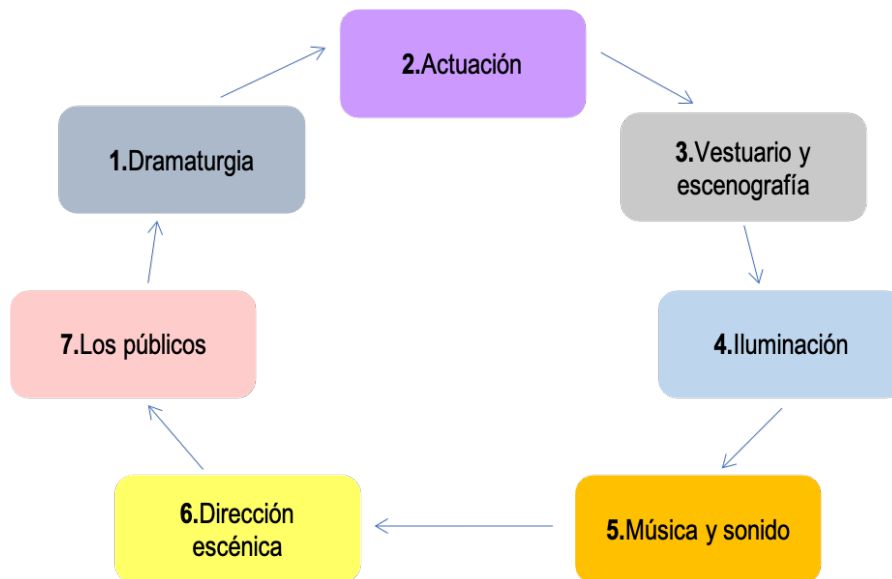 1.Dramaturgia
2.Actuación
3.Vestuario y
escenografía
4.Iluminación
5.Música y sonido
6.Dirección
escénica
7.Los públicos